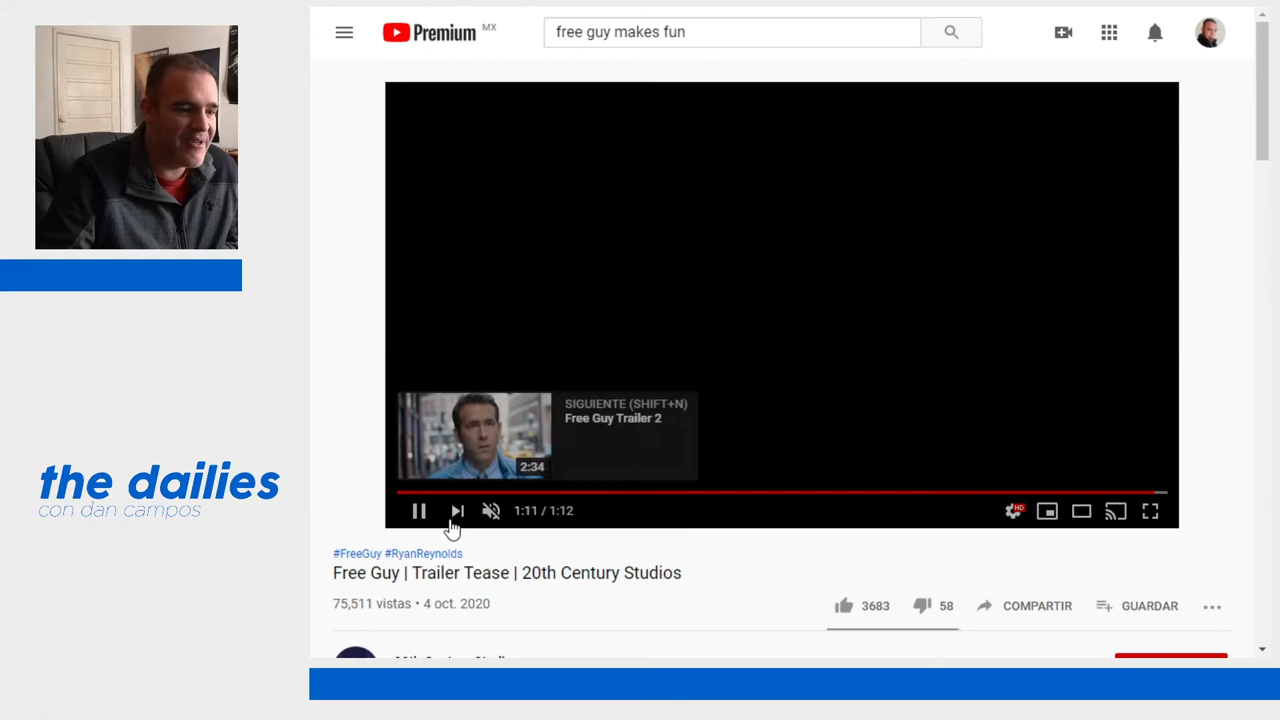 Premium MX
free guy makes fun
SIGUIENTE (SHIFT+N)
Free Guy Trailer 2
2:34
1:11 / 1:12
HD
#FreeGuy #RyanReynolds
Free Guy | Trailer Tease | 20th Century Studios
75,511 vistas • 4 oct. 2020
3683
58
COMPARTIR
GUARDAR
the dailies
con dan campos